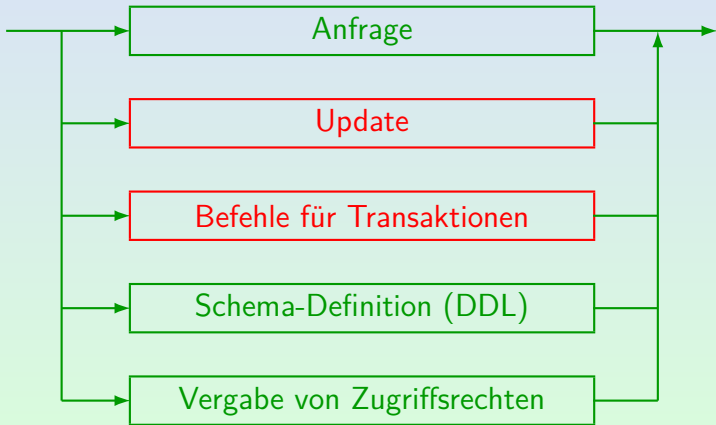 Anfrage
Update
Befehle für Transaktionen
Schema-Definition (DDL)
Vergabe von Zugriffsrechten